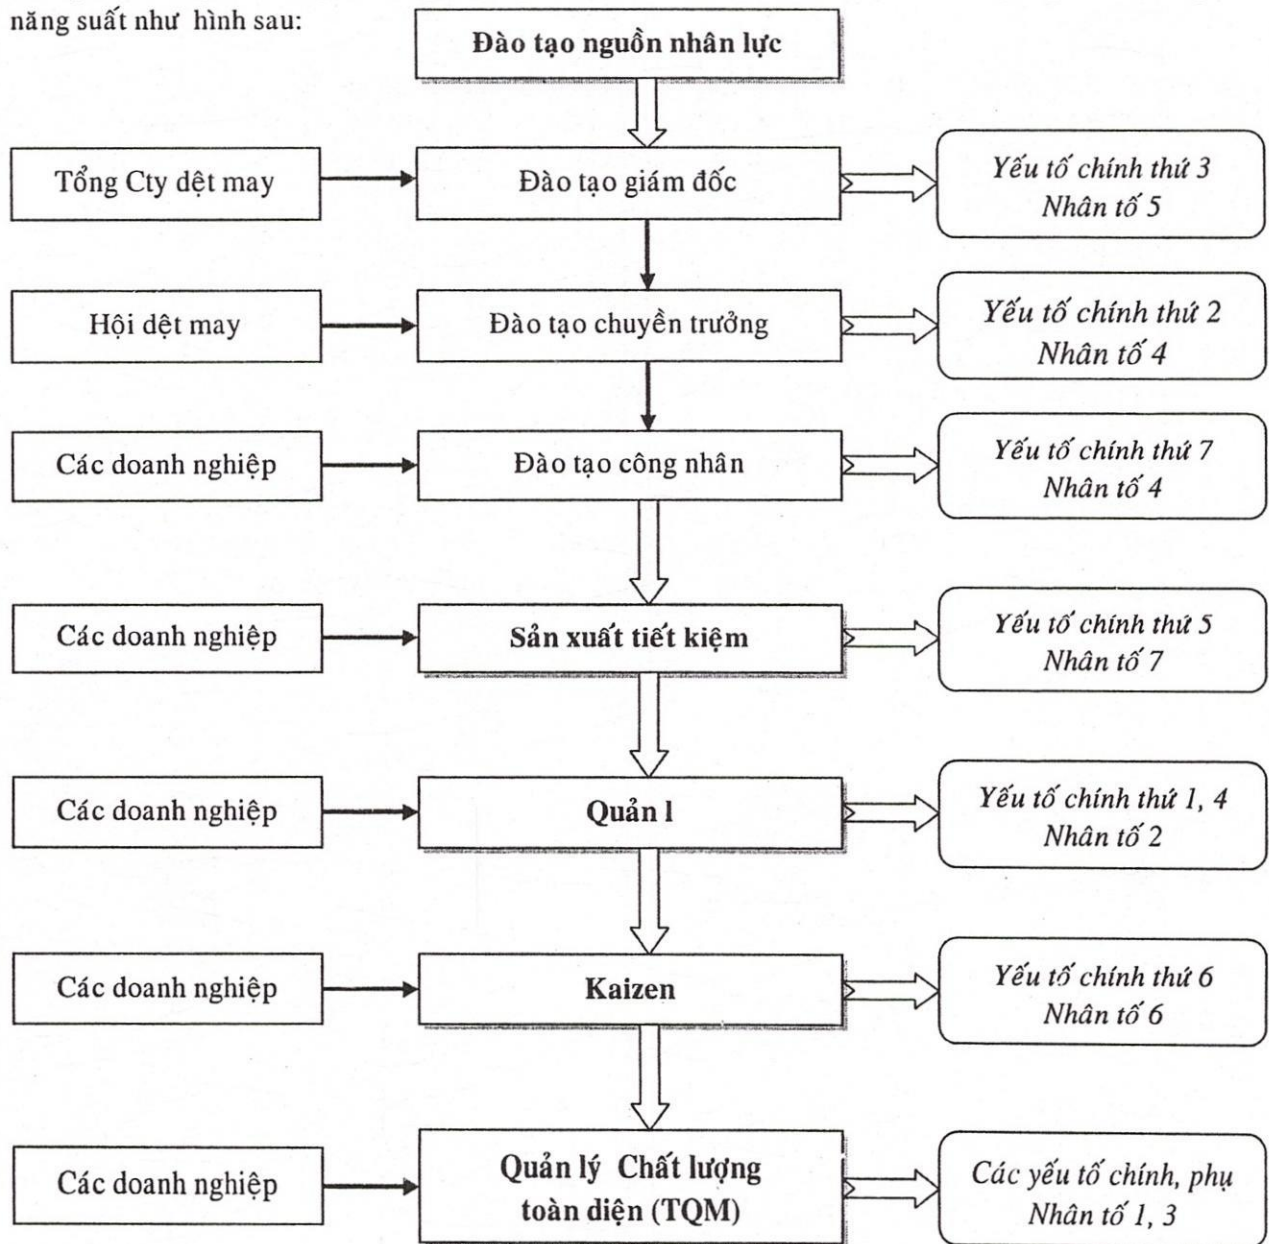 năng suất như hình sau:
Đào tạo nguồn nhân lực
Tổng Cty dệt may
Đào tạo giám đốc
Yếu tố chính thứ 3
Nhân tố 5
Hội dệt may
Đào tạo chuyền trưởng
Yếu tố chính thứ 2
Nhân tố 4
Các doanh nghiệp
Đào tạo công nhân
Yếu tố chính thứ 7
Nhân tố 4
Các doanh nghiệp
Sản xuất tiết kiệm
Yếu tố chính thứ 5
Nhân tố 7
Các doanh nghiệp
Quản l
Yếu tố chính thứ 1, 4
Nhân tố 2
Các doanh nghiệp
Kaizen
Yếu tố chính thứ 6
Nhân tố 6
Các doanh nghiệp
Quản lý Chất lượng
toàn diện (TQM)
Các yếu tố chính, phụ
Nhân tố 1, 3